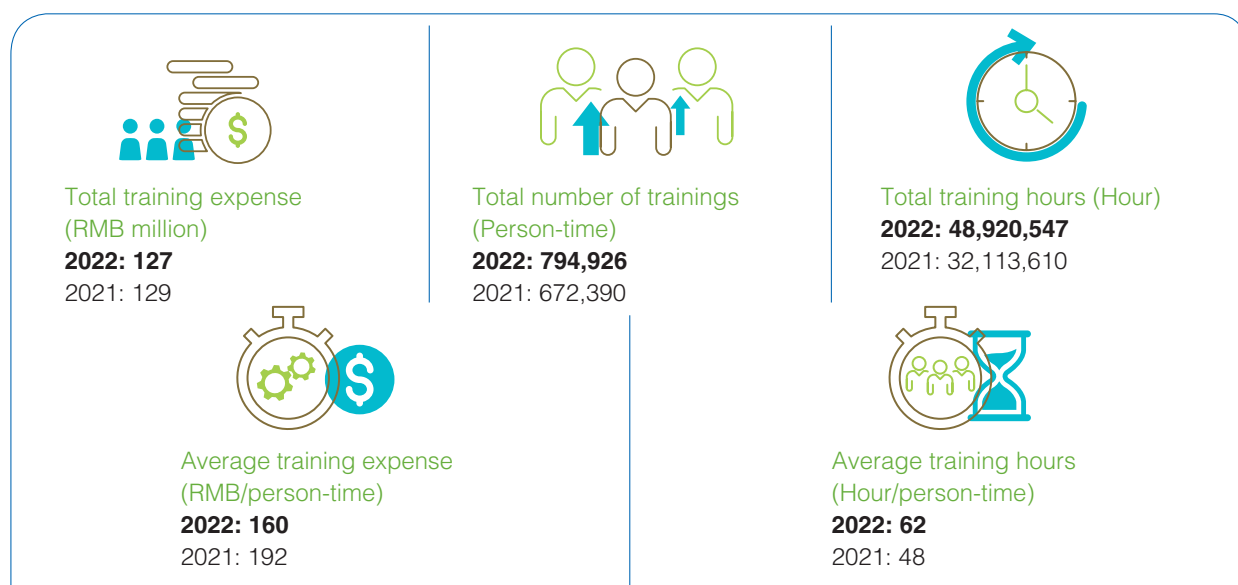 Total training expense
(RMB million)
2022: 127
2021: 129
Total number of trainings
(Person-time)
2022: 794,926
2021: 672,390
Total training hours (Hour)
2022: 48,920,547
2021: 32,113,610
Average training expense
(RMB/person-time)
2022: 160
2021: 192
Average training hours
(Hour/person-time)
2022: 62
2021: 48